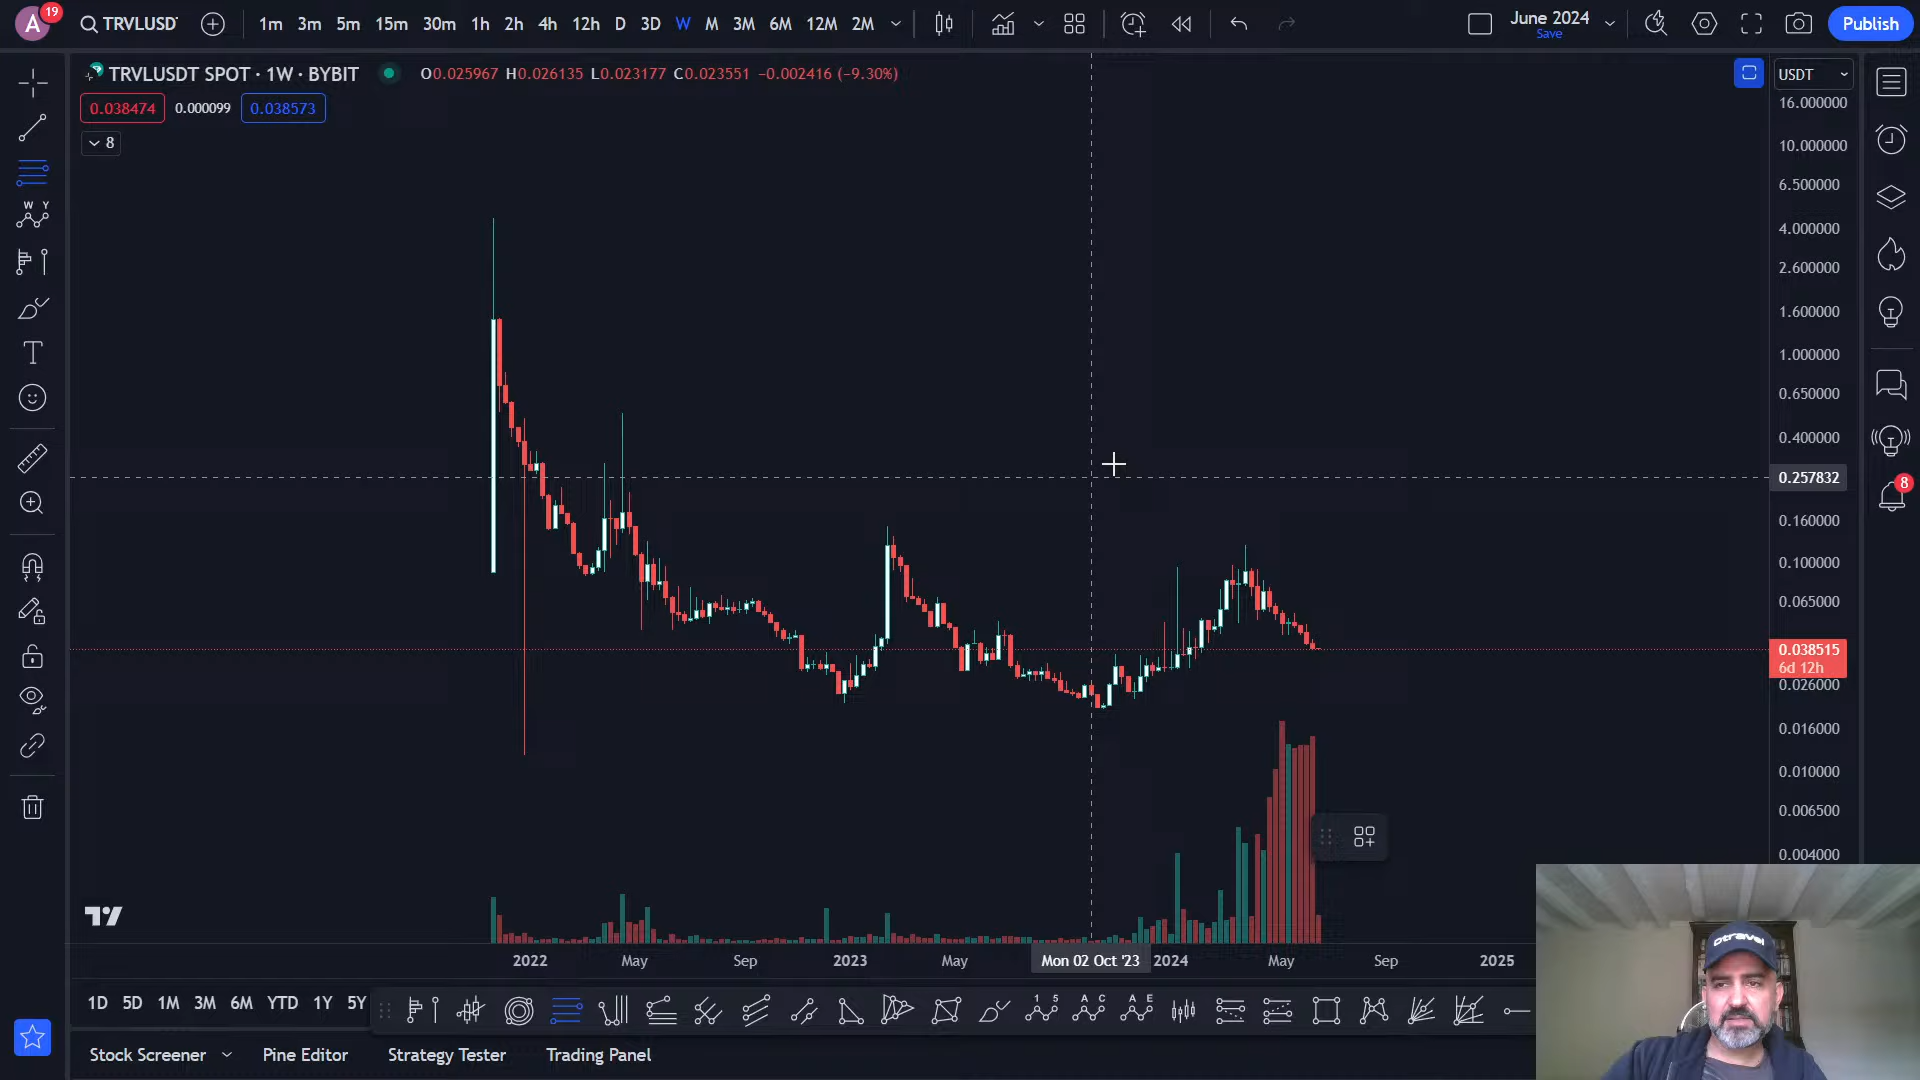 A 19 TRVLUSDT 1m 3m 5m 15m 30m 1h 2h 4h 12h D 3D W M 3M 6M 12M 2M June 2024 Save Publish
TRVLUSDT SPOT · 1W · BYBIT O0.025967 H0.026135 L0.023177 C0.023551 −0.002416 (−9.30%) USDT
0.038474 0.000099 0.038573
8
16.000000
10.000000
6.500000
4.000000
2.600000
1.600000
1.000000
0.650000
0.400000
0.257832
8
0.160000
0.100000
0.065000
0.038515
6d 12h
0.026000
0.016000
0.010000
0.006500
0.004000
2022 May Sep 2023 May Mon 02 Oct '23 2024 May Sep 2025
1D 5D 1M 3M 6M YTD 1Y 5Y
Stock Screener Pine Editor Strategy Tester Trading Panel
dtravel